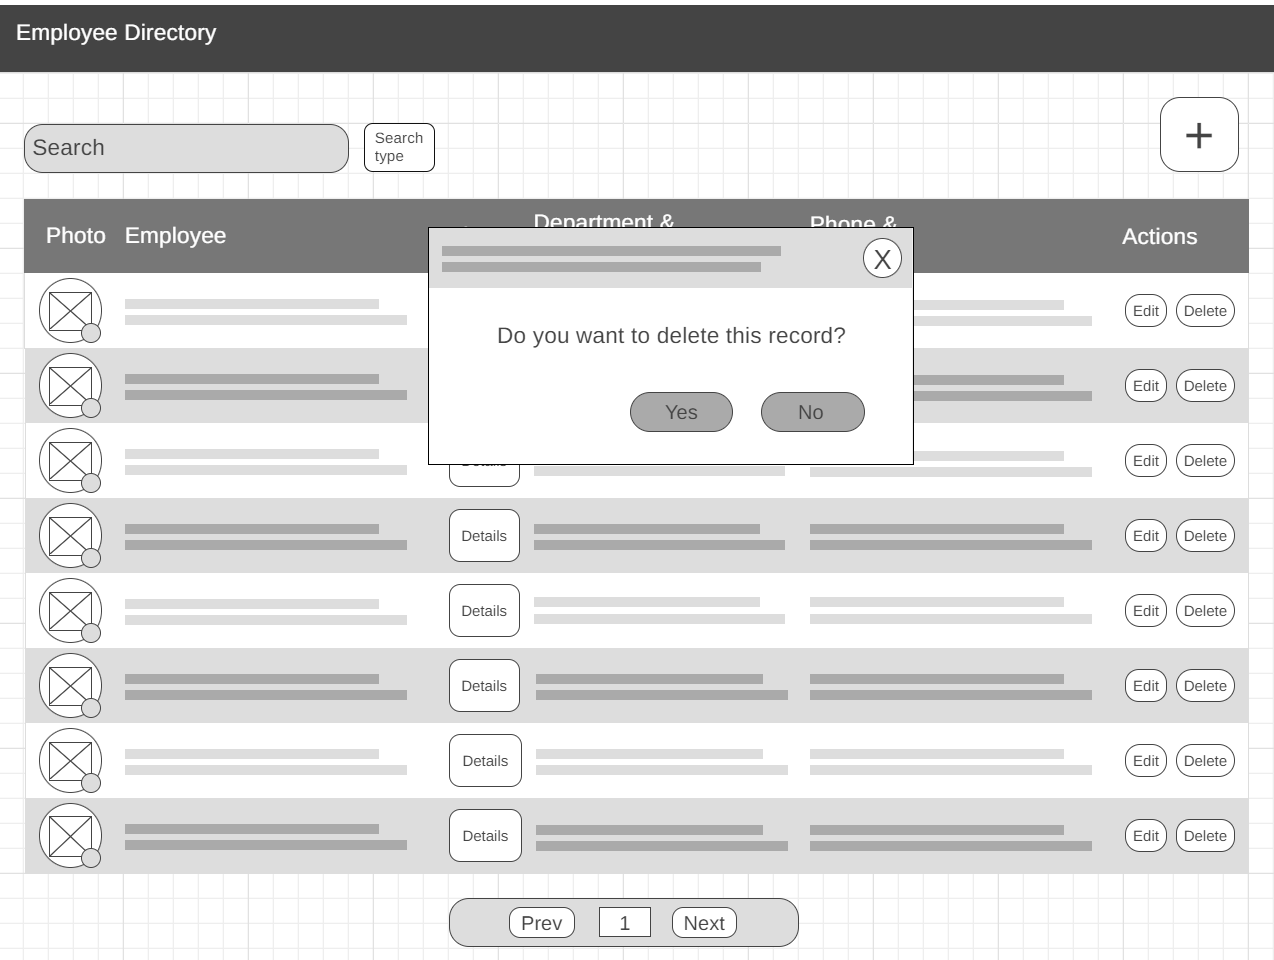 Employee Directory
Search
Search
type
+
Photo
Employee
Department &
Phone &
Actions
X
Do you want to delete this record?
Yes
No
Edit
Delete
Edit
Delete
Details
Edit
Delete
Details
Edit
Delete
Details
Edit
Delete
Details
Edit
Delete
Details
Edit
Delete
Details
Edit
Delete
Prev
1
Next